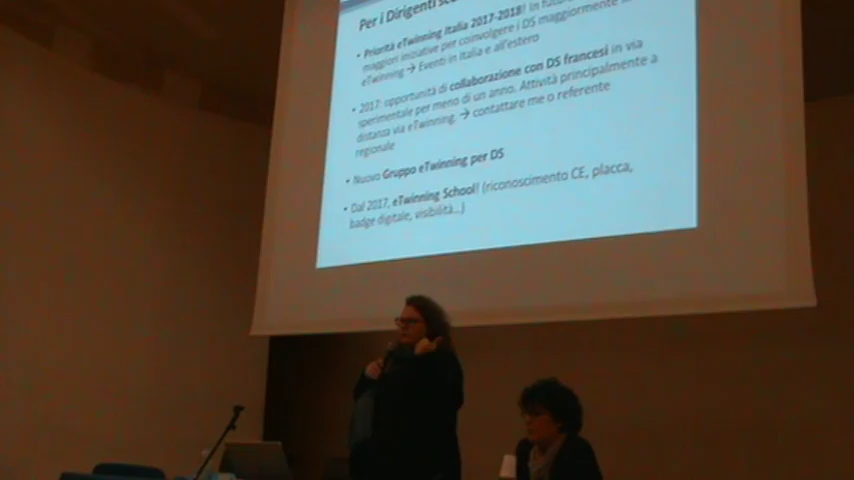 Per i Dirigenti
• Priorità eTwinning Italia 2017-2018! In
maggiori iniziative per coinvolgere i DS maggiormente
eTwinning → Eventi in Italia e all'estero
• 2017: opportunità di collaborazione con DS francesi in via
sperimentale per meno di un anno. Attività principalmente a
distanza via eTwinning. → contattare me o referente
regionale
• Nuovo Gruppo eTwinning per DS
• Dal 2017, eTwinning School! (riconoscimento CE, placca,
badge digitale, visibilità...)